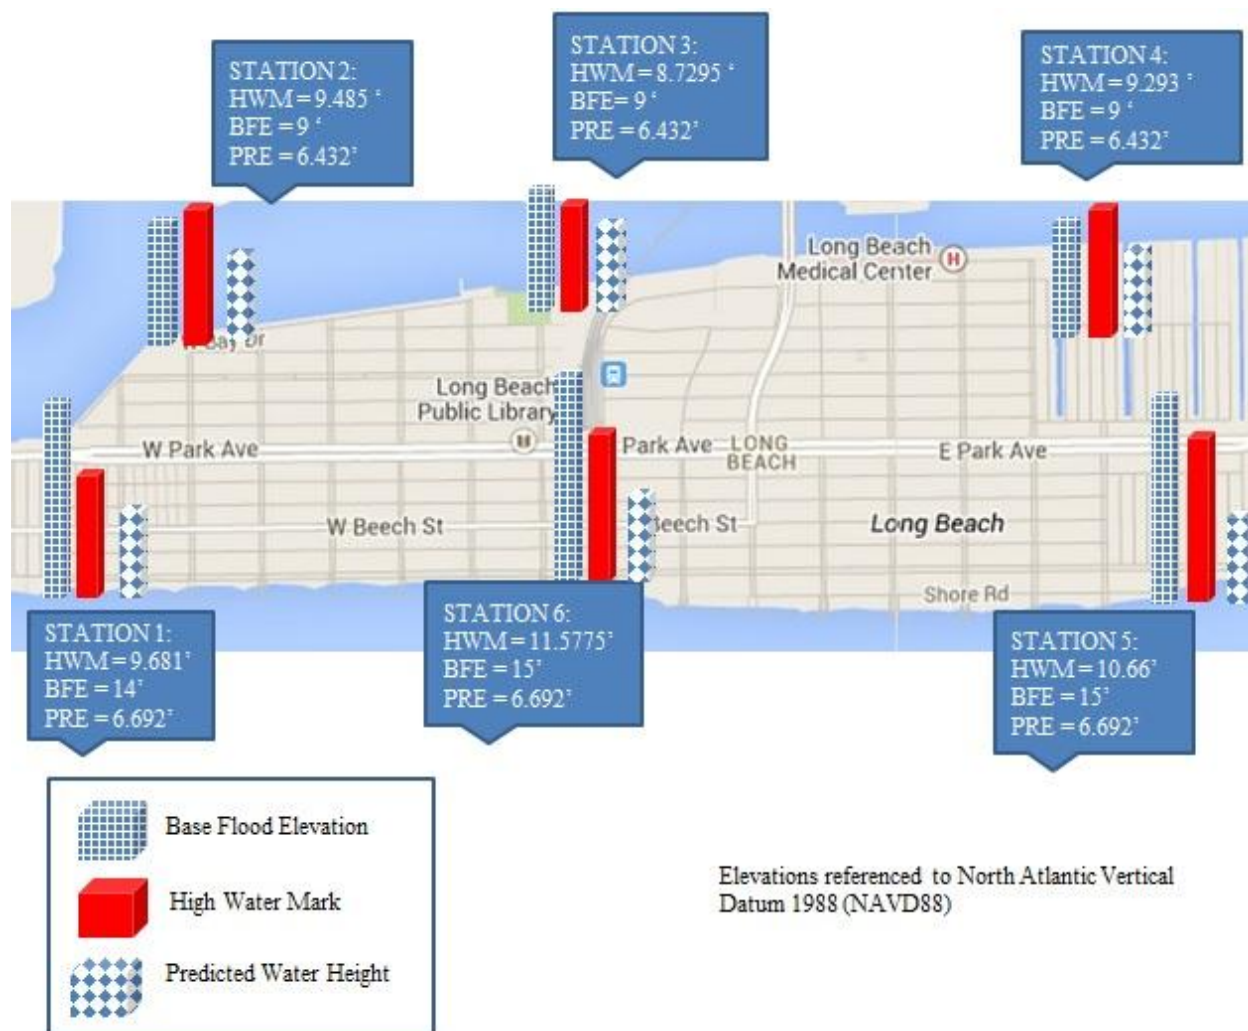 STATION 2:
HWM = 9.485 ‘
BFE = 9 ‘
PRE = 6.432’
STATION 3:
HWM = 8.7295 ‘
BFE= 9 ‘
PRE = 6.432’
STATION 4:
HWM = 9.293 ‘
BFE = 9 ‘
PRE = 6.432’
Long Beach
Medical Center
H
W Bay Dr
Long Beach
Public Library
W Park Ave
Park Ave
LONG
BEACH
E Park Ave
W Beech St
Beech St
Long Beach
Shore Rd
STATION 1:
HWM = 9.681’
BFE = 14’
PRE = 6.692’
STATION 6:
HWM = 11.5775’
BFE = 15’
PRE = 6.692’
STATION 5:
HWM = 10.66’
BFE = 15’
PRE = 6.692’
Base Flood Elevation
High Water Mark
Predicted Water Height
Elevations referenced to North Atlantic Vertical
Datum 1988 (NAVD88)